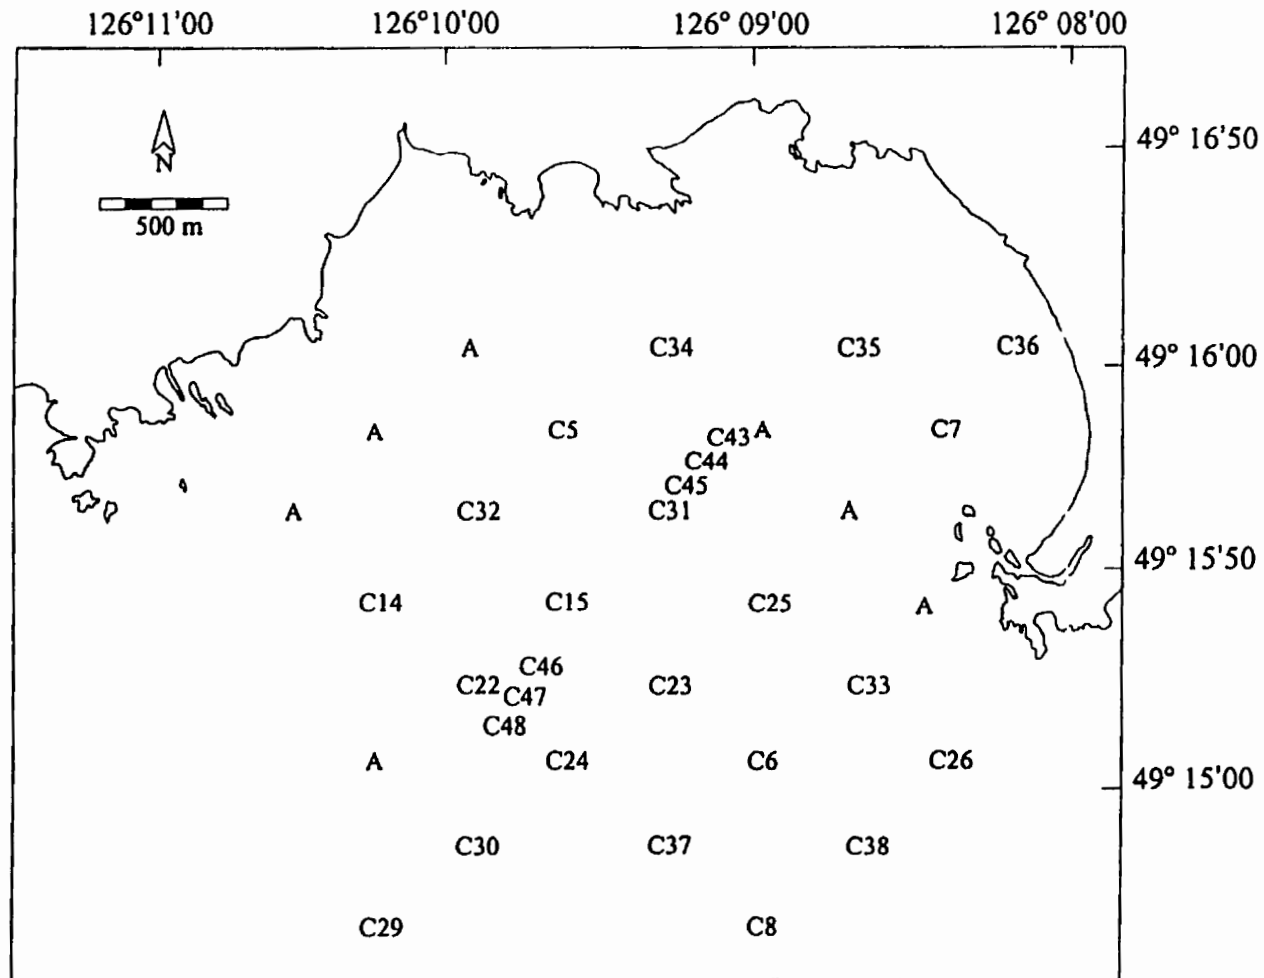 126°11'00 126°10'00 126°09'00 126° 08'00
49° 16'50
N
500 m
A C34 C35 C36
49° 16'00
A C5 C43 A C7
C44
C45
A C32 C31 A
49° 15'50
C14 C15 C25 A
C46
C22 C23 C33
C47
C48
A C24 C6 C26
49° 15'00
C30 C37 C38
C29 C8